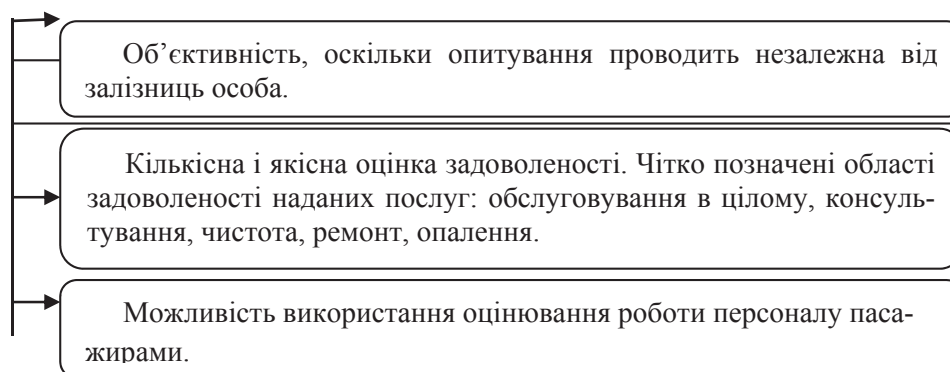 Об’єктивність, оскільки опитування проводить незалежна від
залізниць особа.
Кількісна і якісна оцінка задоволеності. Чітко позначені області
задоволеності наданих послуг: обслуговування в цілому, консуль-
тування, чистота, ремонт, опалення.
Можливість використання оцінювання роботи персоналу паса-
жирами.